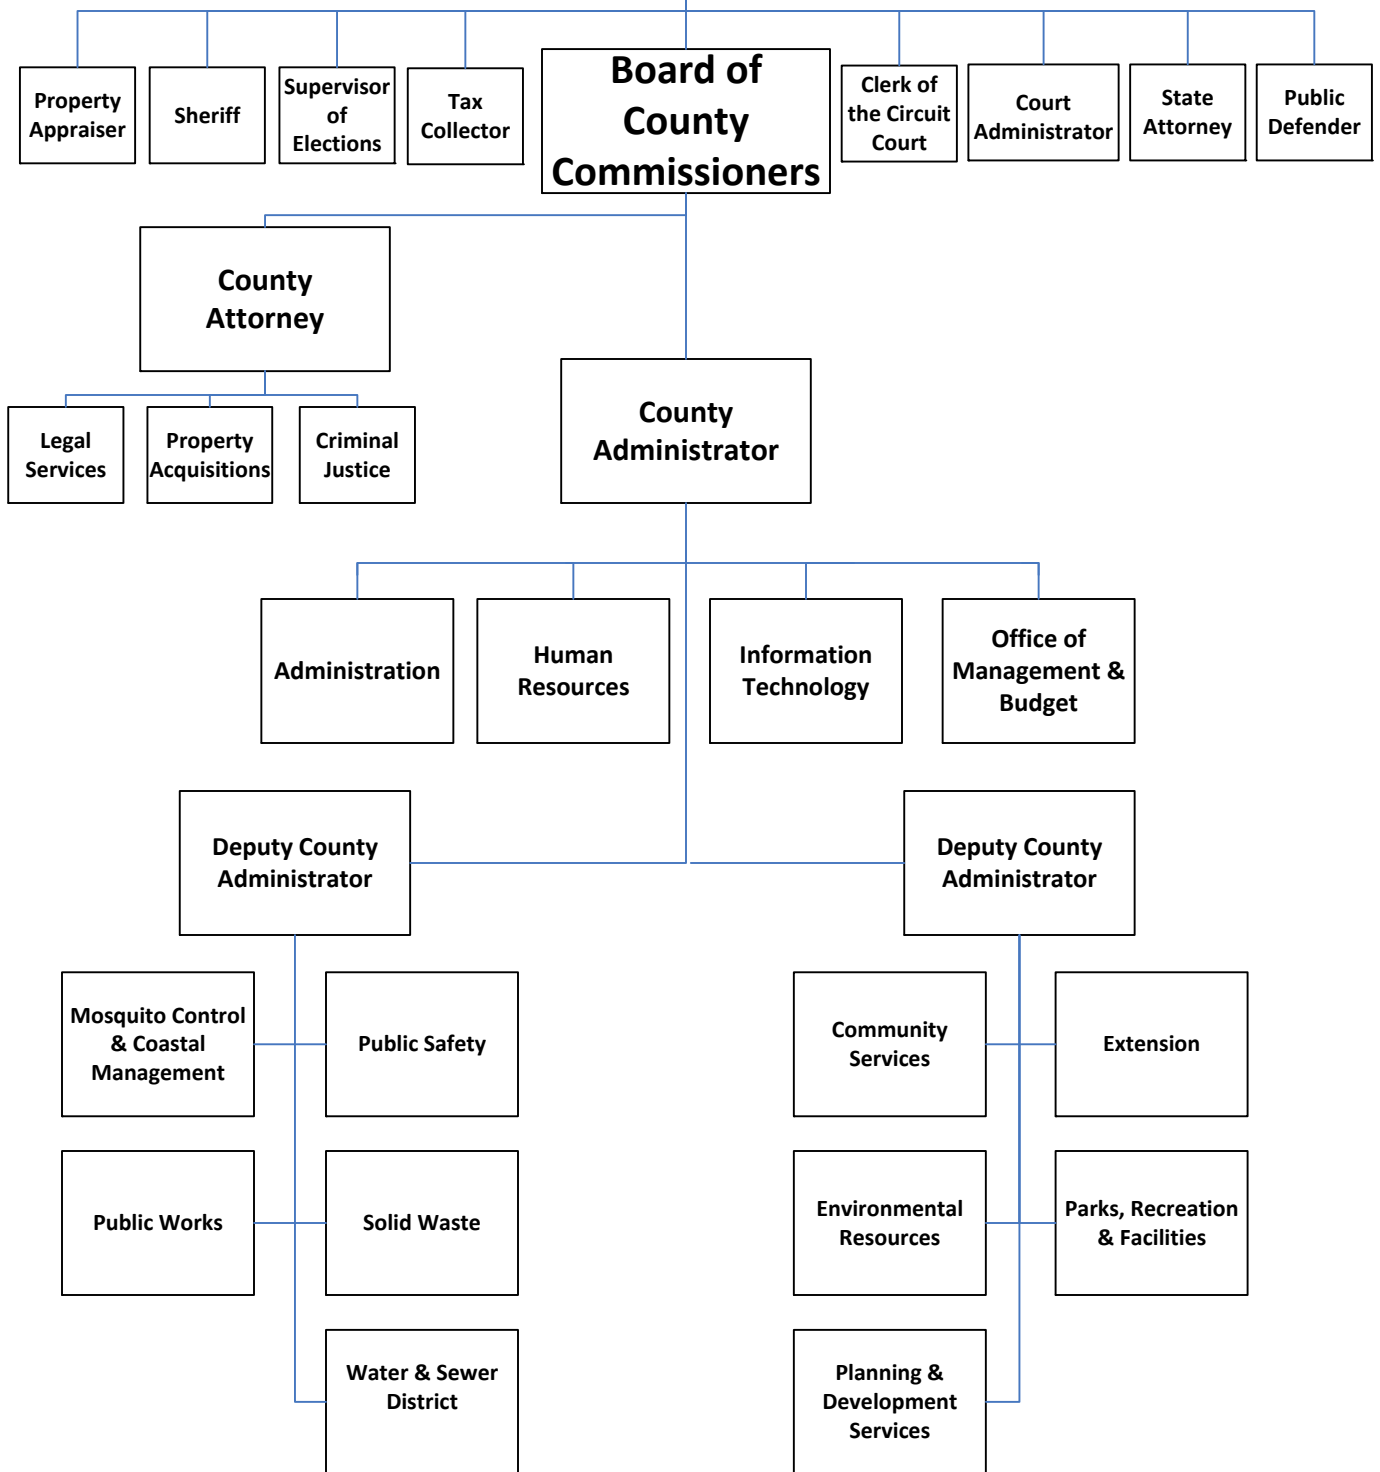 Property
Appraiser
Sheriff
Supervisor
of
Elections
Tax
Collector
Board of
County
Commissioners
Clerk of
the Circuit
Court
Court
Administrator
State
Attorney
Public
Defender
County
Attorney
Legal
Services
Property
Acquisitions
Criminal
Justice
County
Administrator
Administration
Human
Resources
Information
Technology
Office of
Management &
Budget
Deputy County
Administrator
Deputy County
Administrator
Mosquito Control
& Coastal
Management
Public Safety
Community
Services
Extension
Public Works
Solid Waste
Environmental
Resources
Parks, Recreation
& Facilities
Water & Sewer
District
Planning &
Development
Services